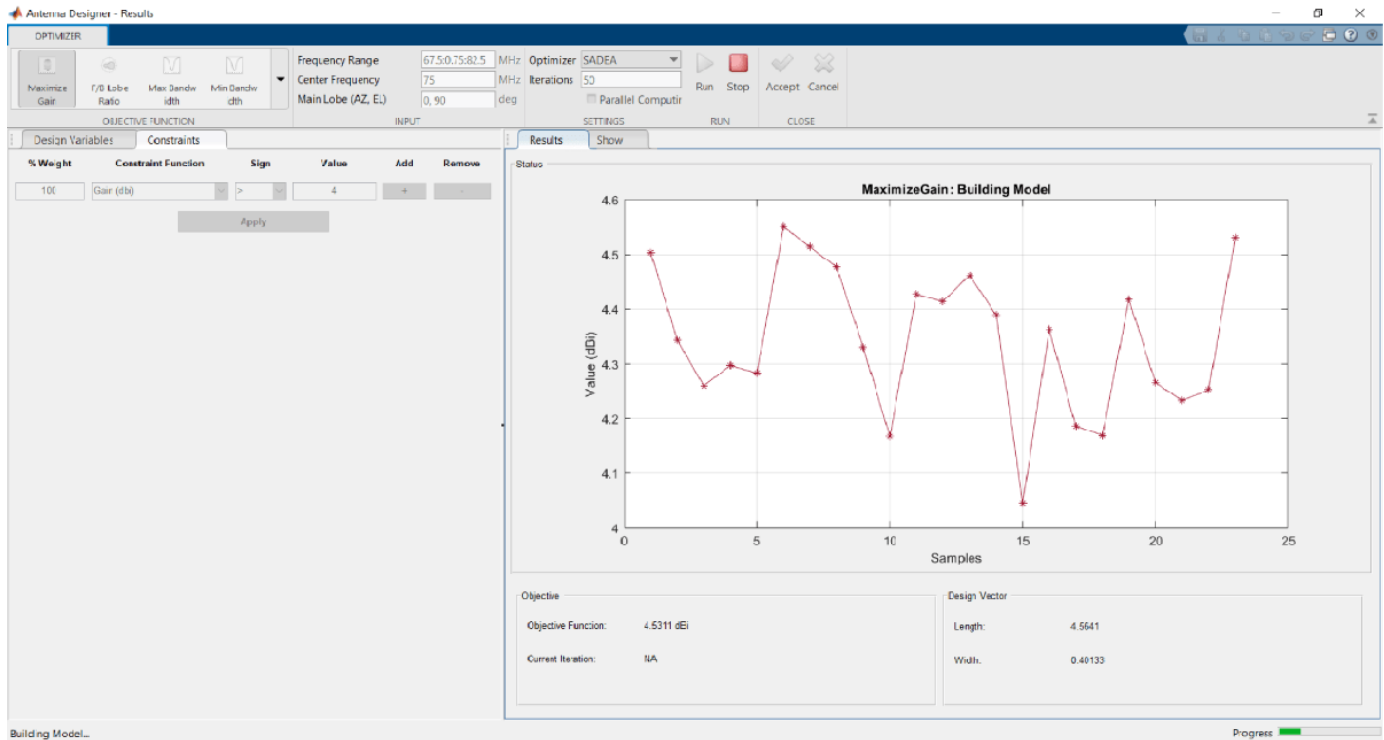 Antenna Designer - Results
OPTIMIZER
Maximize Gain
F/B Lobe Ratio
Max Bandwidth
Min Bandwidth
OBJECTIVE FUNCTION
Frequency Range 67.5:0.75:82.5 MHz
Center Frequency 75 MHz
Main Lobe (AZ, EL) 0, 90 deg
INPUT
Optimizer SADEA
Iterations 50
Parallel Computin
SETTINGS
Run Stop
RUN
Accept Cancel
CLOSE
Design Variables Constraints
% Weight Constraint Function Sign Value Add Remove
100 Gain (dBi) > 4 + -
Apply
Results Show
Status
MaximizeGain : Building Model
4.6
4.5
4.4
4.3
4.2
4.1
4
Value (dBi)
0 5 10 15 20 25
Samples
Objective
Objective Function: 4.5311 dBi
Current Iteration: NA
Design Vector
Length: 4.5641
Width: 0.40133
Building Model... Progress